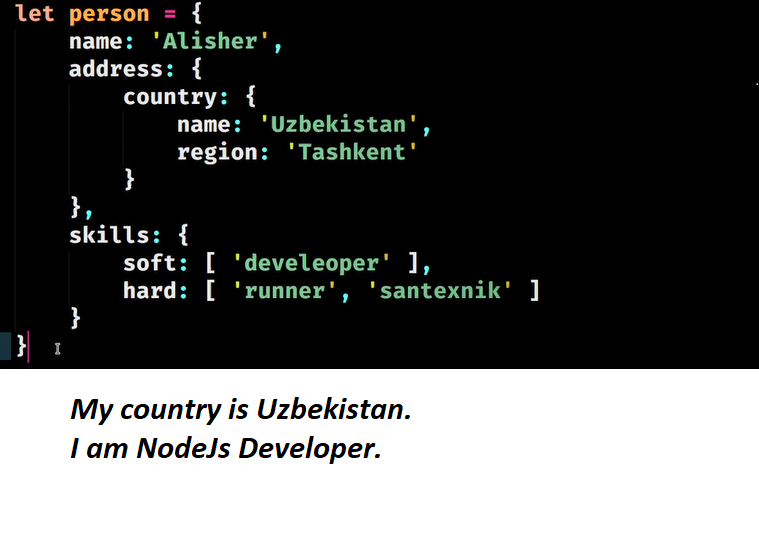 let person = {
name: 'Alisher',
address: {
country: {
name: 'Uzbekistan',
region: 'Tashkent'
}
},
skills: {
soft: [ 'develeoper' ],
hard: [ 'runner', 'santexnik' ]
}
}
My country is Uzbekistan.
I am NodeJs Developer.